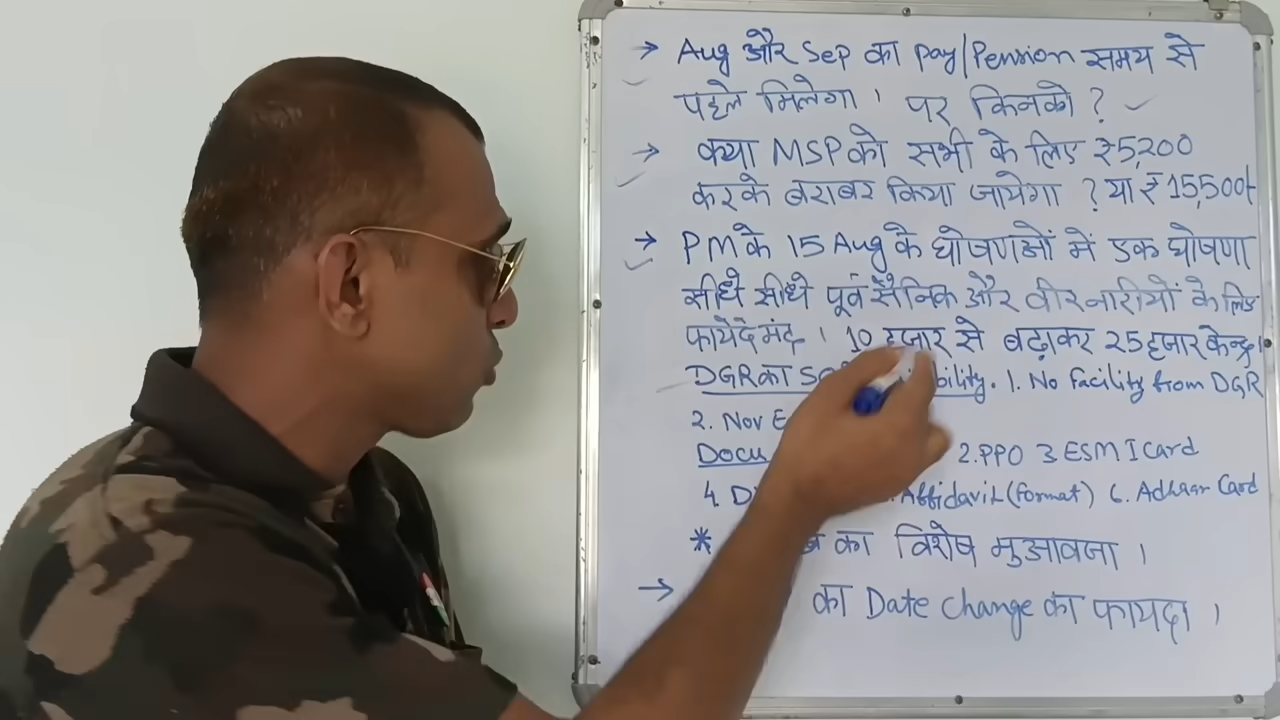 → Aug और Sep का Pay/Pension समय से
पहले मिलेगा। पर किनको?
→ क्या MSP को सभी के लिए ₹5,200
करके बराबर किया जायेगा? या ₹15,500/-
→ PM के 15 Aug के घोषणाओं में एक घोषणा
सीधे सीधे पूर्व सैनिक और वीर नारीयों के लिए
फायदेमंद। 10 हजार से बढ़ाकर 25 हजार केन्द्र।
DGR का bility. 1. No Facility from DGR
2. Nov
Docu 2. PPO 3 ESM I Card
4. Affidavit (Format) 6. Adhaar Card
* का विशेष मुआवजा।
→ का Date Change का फायदा।